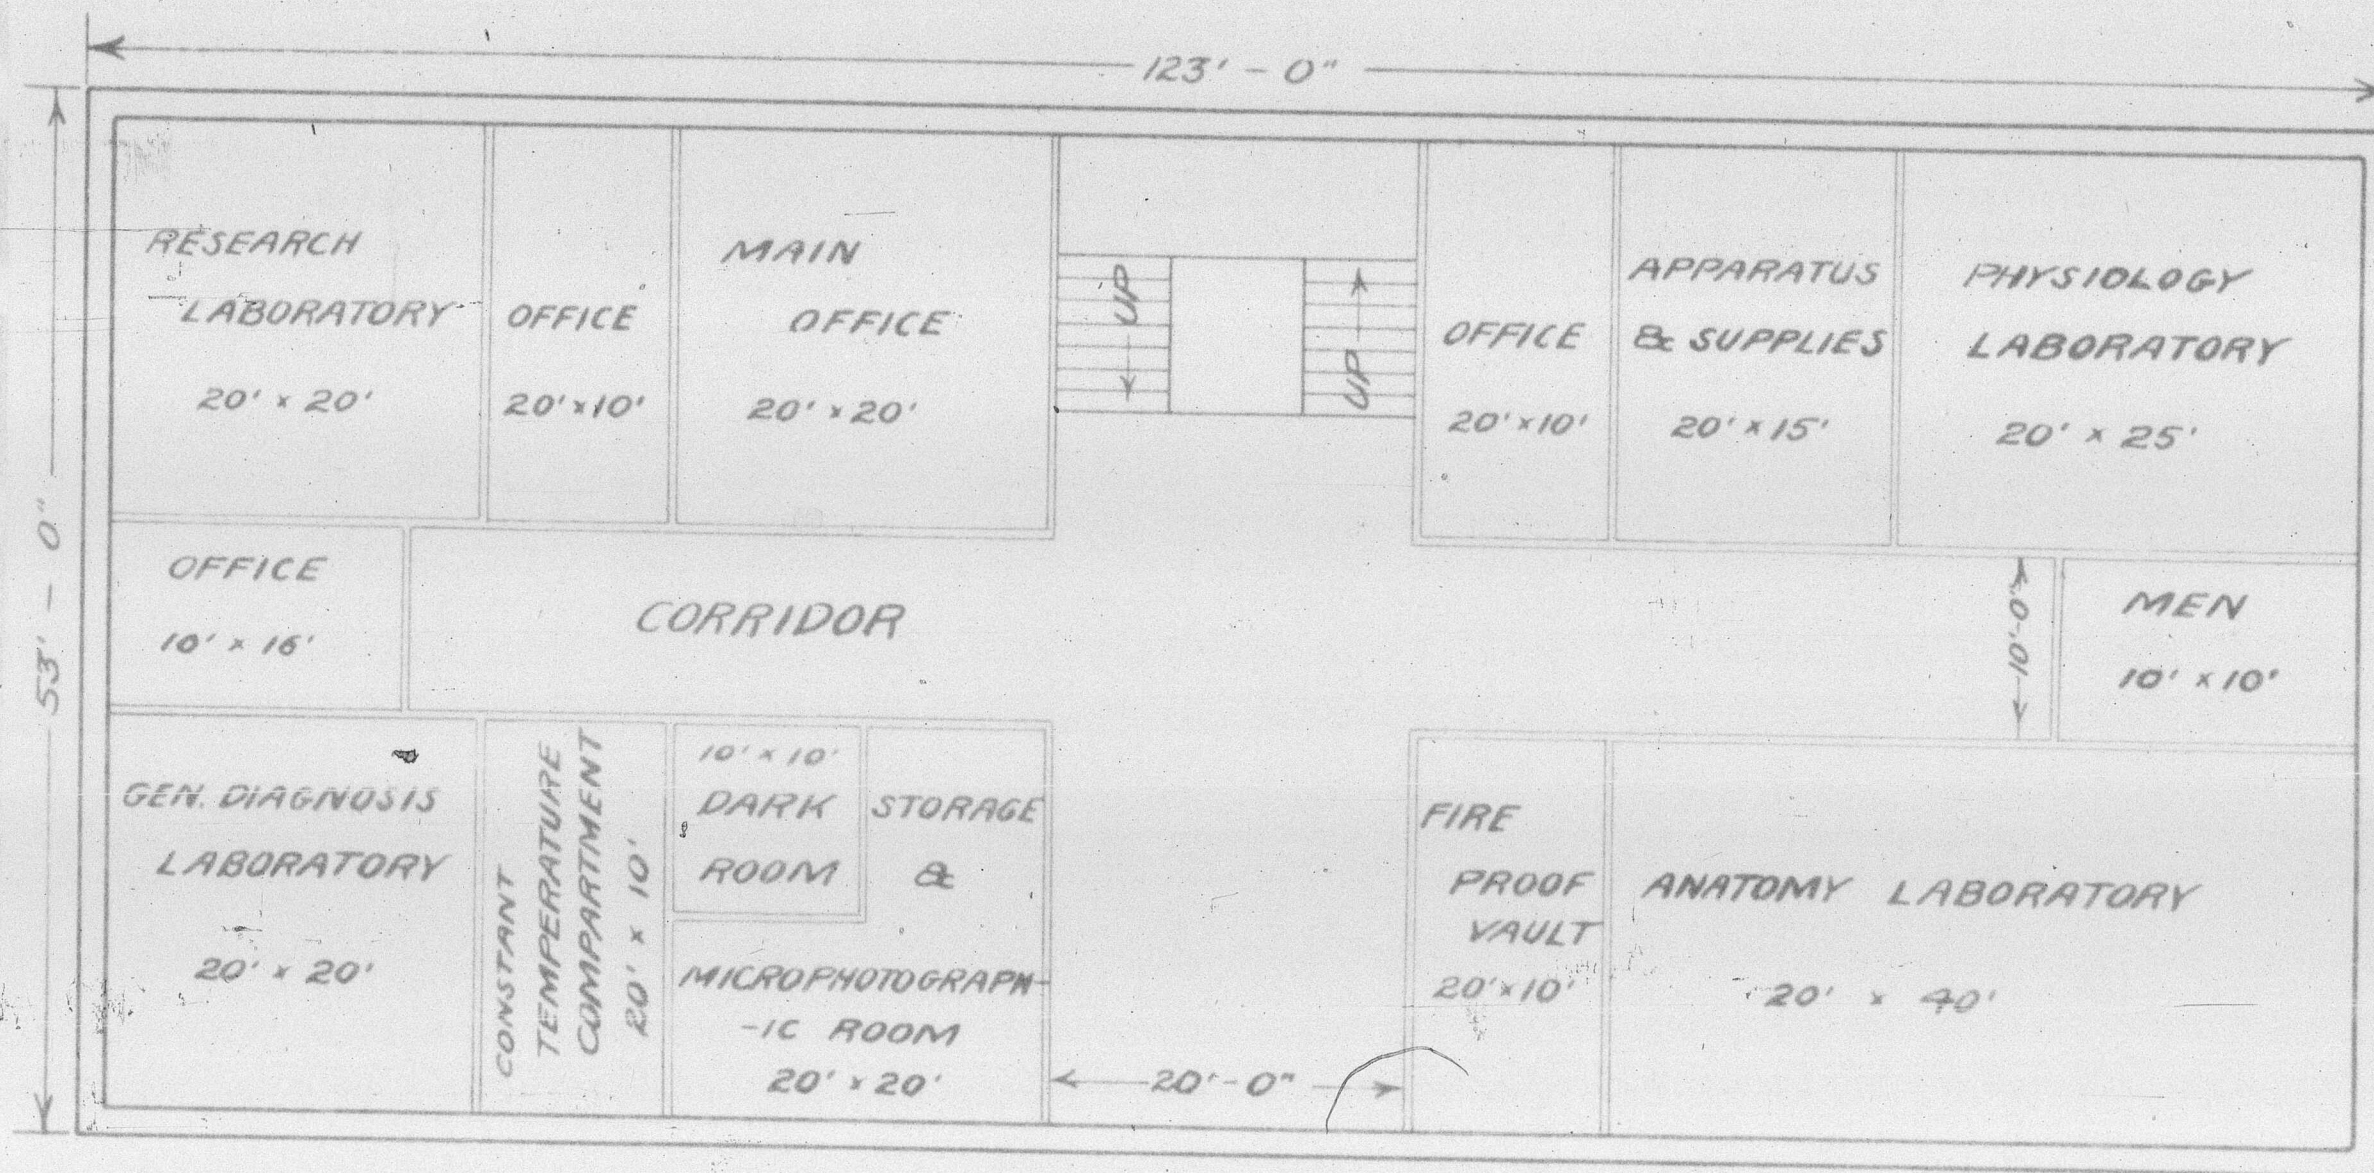 123' - 0"
53' - 0"
RESEARCH
LABORATORY
20' x 20'
OFFICE
20' x 10'
MAIN
OFFICE
20' x 20'
UP
UP
OFFICE
20' x 10'
APPARATUS
& SUPPLIES
20' x 15'
PHYSIOLOGY
LABORATORY
20' x 25'
OFFICE
10' x 16'
CORRIDOR
10'-0"
MEN
10' x 10'
GEN. DIAGNOSIS
LABORATORY
20' x 20'
CONSTANT
TEMPERATURE
COMPARTMENT
20' x 10'
10' x 10'
DARK
ROOM
STORAGE
&
MICROPHOTOGRAPH-
-IC ROOM
20' x 20'
20'-0"
FIRE
PROOF
VAULT
20' x 10'
ANATOMY LABORATORY
20' x 40'